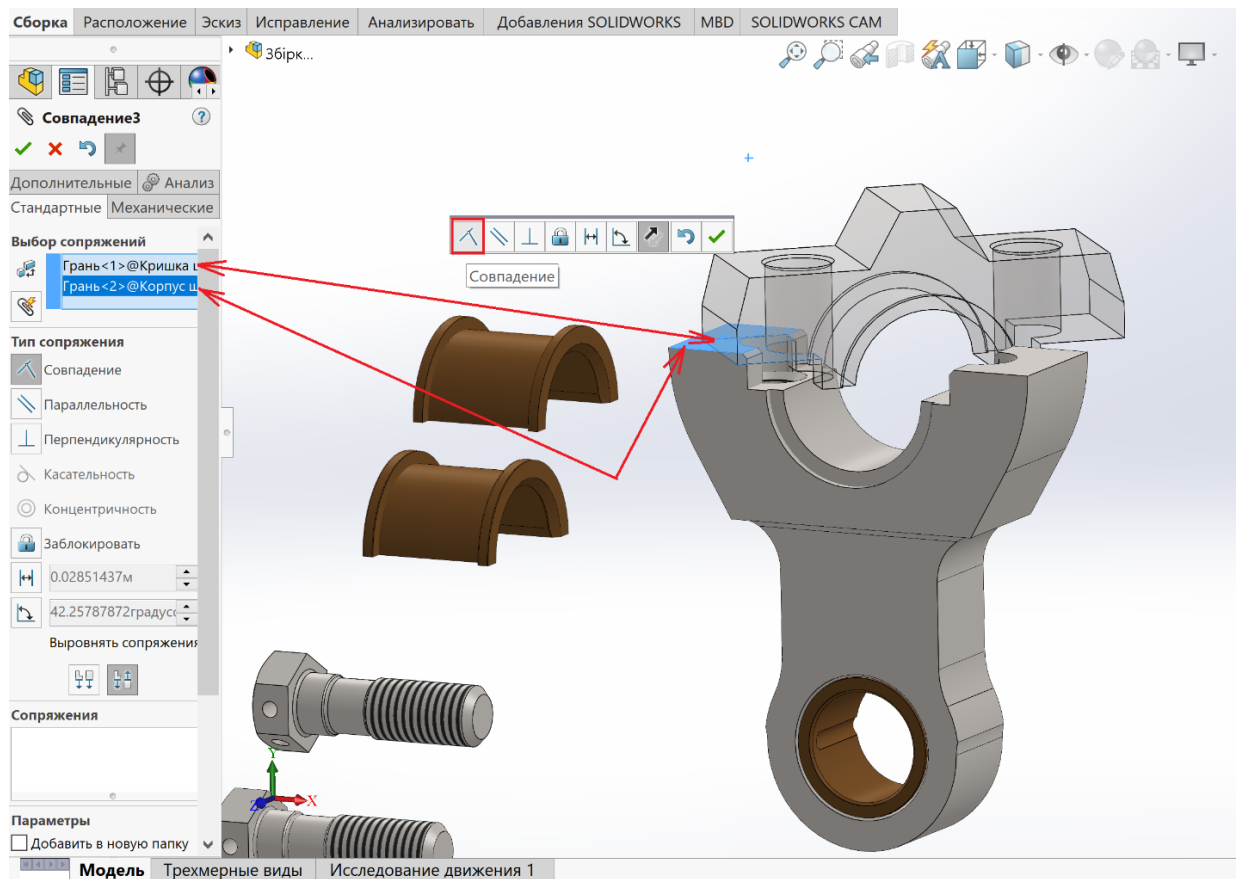 Сборка Расположение Эскиз Исправление Анализировать Добавления SOLIDWORKS MBD SOLIDWORKS CAM
Збірк...
Совпадение3
Дополнительные Анализ
Стандартные Механические
Выбор сопряжений
Грань<1>@Кришка ш
Грань<2>@Корпус ш
Совпадение
Тип сопряжения
Совпадение
Параллельность
Перпендикулярность
Касательность
Концентричность
Заблокировать
0.02851437м
42.25787872градусо
Выровнять сопряжения
Сопряжения
Y
X
Z
Параметры
Добавить в новую папку
Модель Трехмерные виды Исследование движения 1